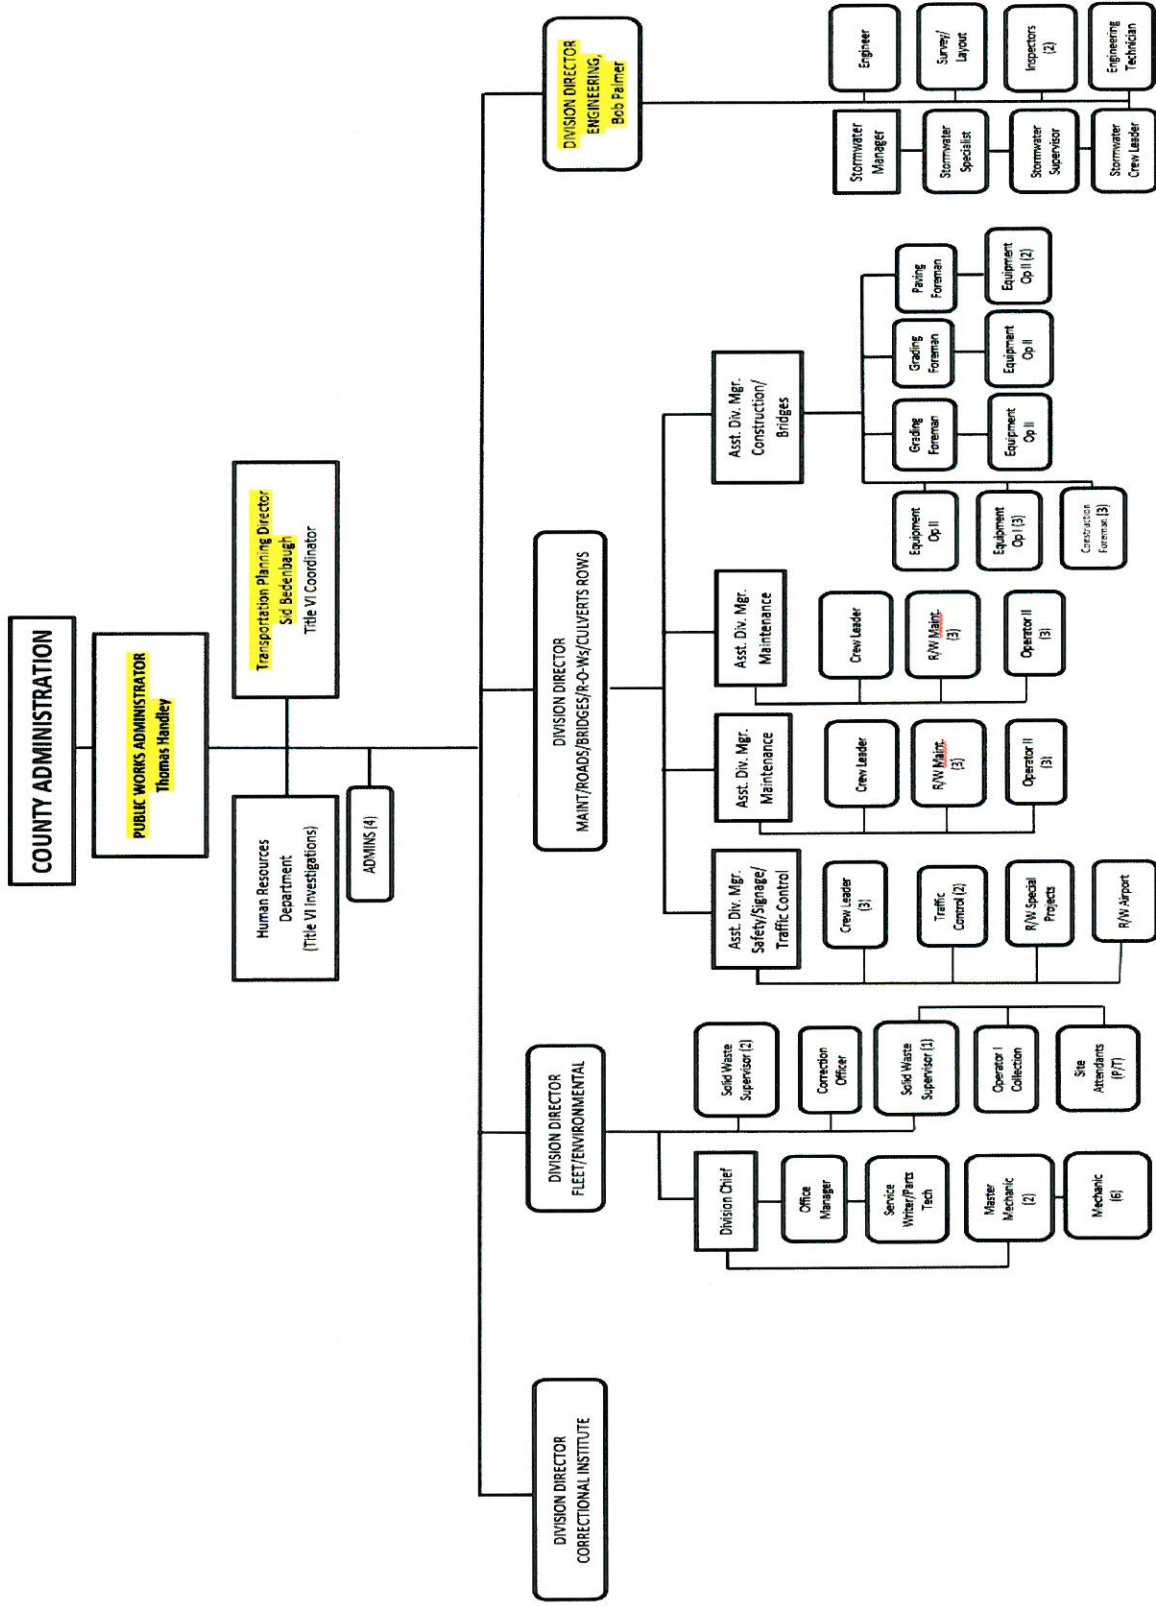 COUNTY ADMINISTRATION
PUBLIC WORKS ADMINISTRATOR
Thomas Handley
Human Resources
Department
(Title VI Investigations)
Transportation Planning Director
Sid Bedenbaugh
Title VI Coordinator
ADMINS (4)
DIVISION DIRECTOR
CORRECTIONAL INSTITUTE
DIVISION DIRECTOR
FLEET/ENVIRONMENTAL
DIVISION DIRECTOR
MAINT/ROADS/BRIDGES/R-O-Ws/CULVERTS ROWS
DIVISION DIRECTOR
ENGINEERING,
Bob Palmer
Division Chief
Office
Manager
Service
Writer/Parts
Tech
Master
Mechanic
(2)
Mechanic
(6)
Solid Waste
Supervisor (2)
Correction
Officer
Solid Waste
Supervisor (1)
Operator I
Collection
Site
Attendants
(P/T)
Asst. Div. Mgr.
Safety/Signage/
Traffic Control
Crew Leader
(3)
Traffic
Control (2)
R/W Special
Projects
R/W Airport
Asst. Div. Mgr.
Maintenance
Crew Leader
R/W Maint.
(3)
Operator II
(3)
Asst. Div. Mgr.
Maintenance
Crew Leader
R/W Maint.
(3)
Operator II
(3)
Asst. Div. Mgr.
Construction/
Bridges
Equipment
Op II
Equipment
Op I (3)
Construction
Foreman (3)
Grading
Foreman
Equipment
Op II
Grading
Foreman
Equipment
Op II
Paving
Foreman
Equipment
Op II (2)
Stormwater
Manager
Stormwater
Specialist
Stormwater
Supervisor
Stormwater
Crew Leader
Engineer
Survey/
Layout
Inspectors
(2)
Engineering
Technician